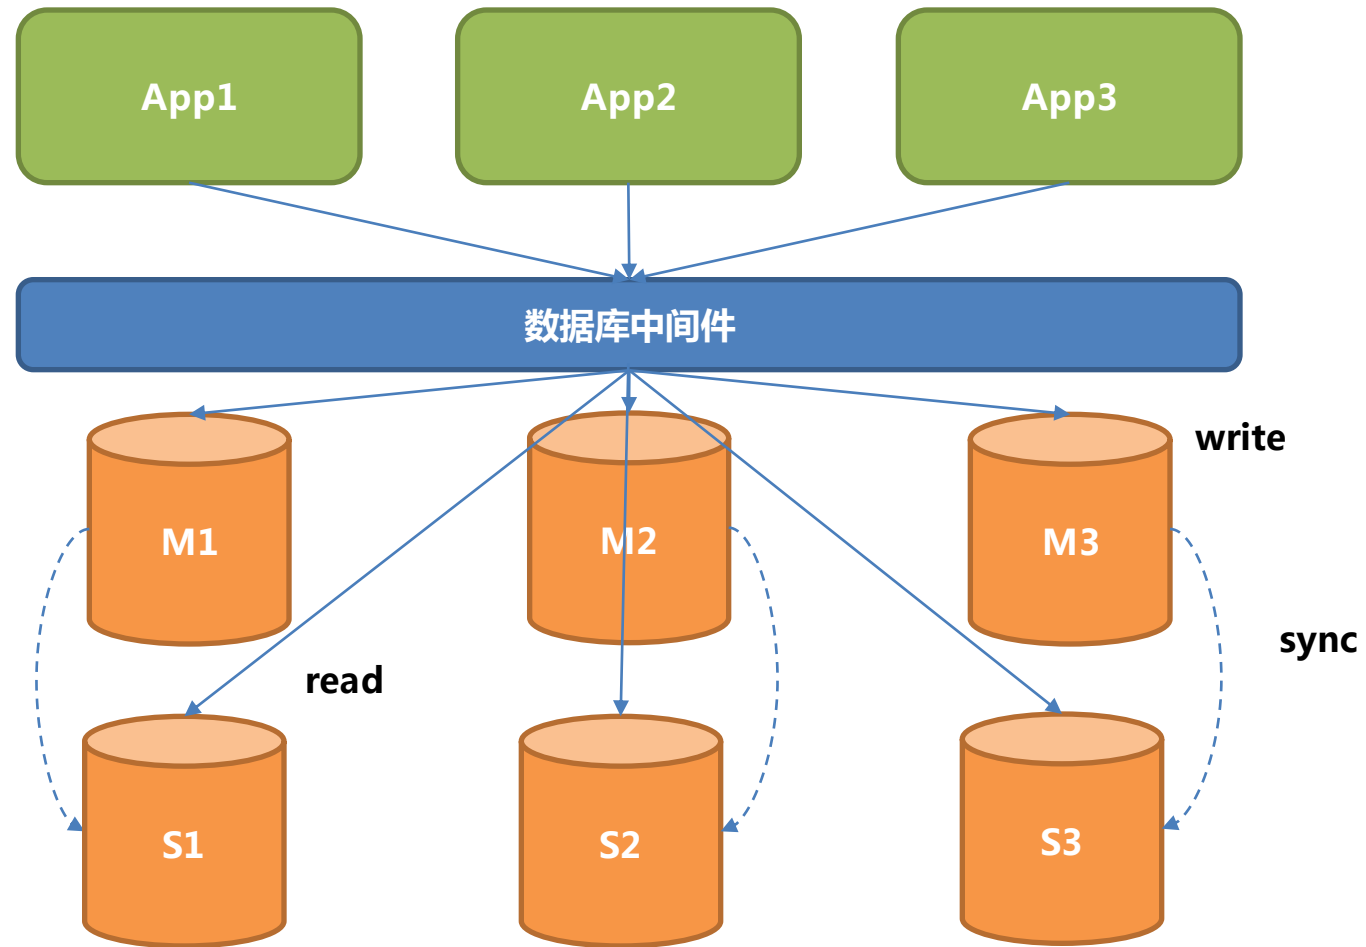 App1
App2
App3
数据库中间件
write
M1
M2
M3
sync
read
S1
S2
S3